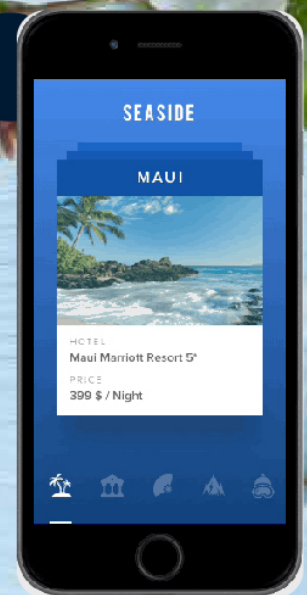 SEASIDE
MAUI
HOTEL
Maui Marriott Resort 5*
PRICE
399 $ / Night